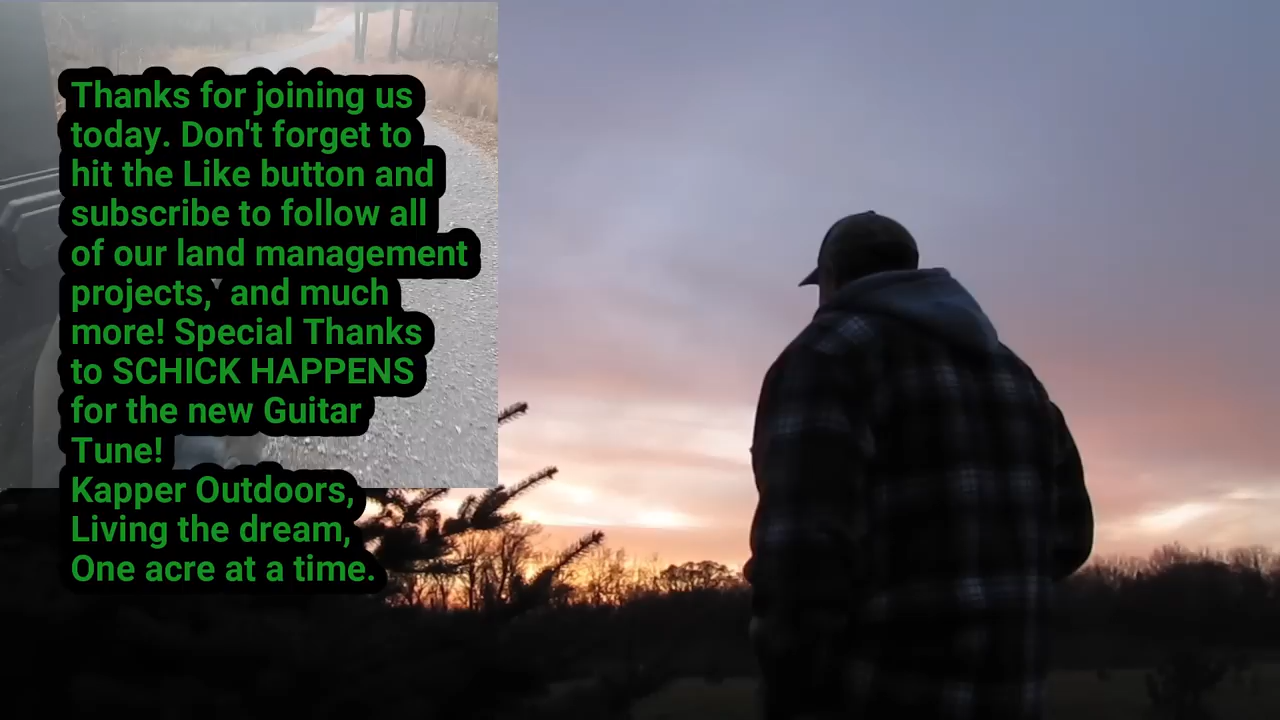 Thanks for joining us
today. Don't forget to
hit the Like button and
subscribe to follow all
of our land management
projects, and much
more! Special Thanks
to SCHICK HAPPENS
for the new Guitar
Tune!
Kapper Outdoors,
Living the dream,
One acre at a time.